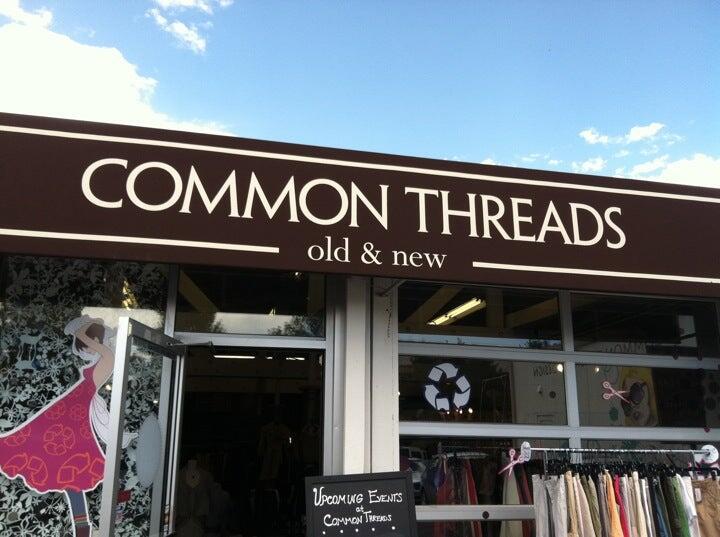 COMMON THREADS
old & new
UPCOMING EVENTS
at
COMMON THREADS